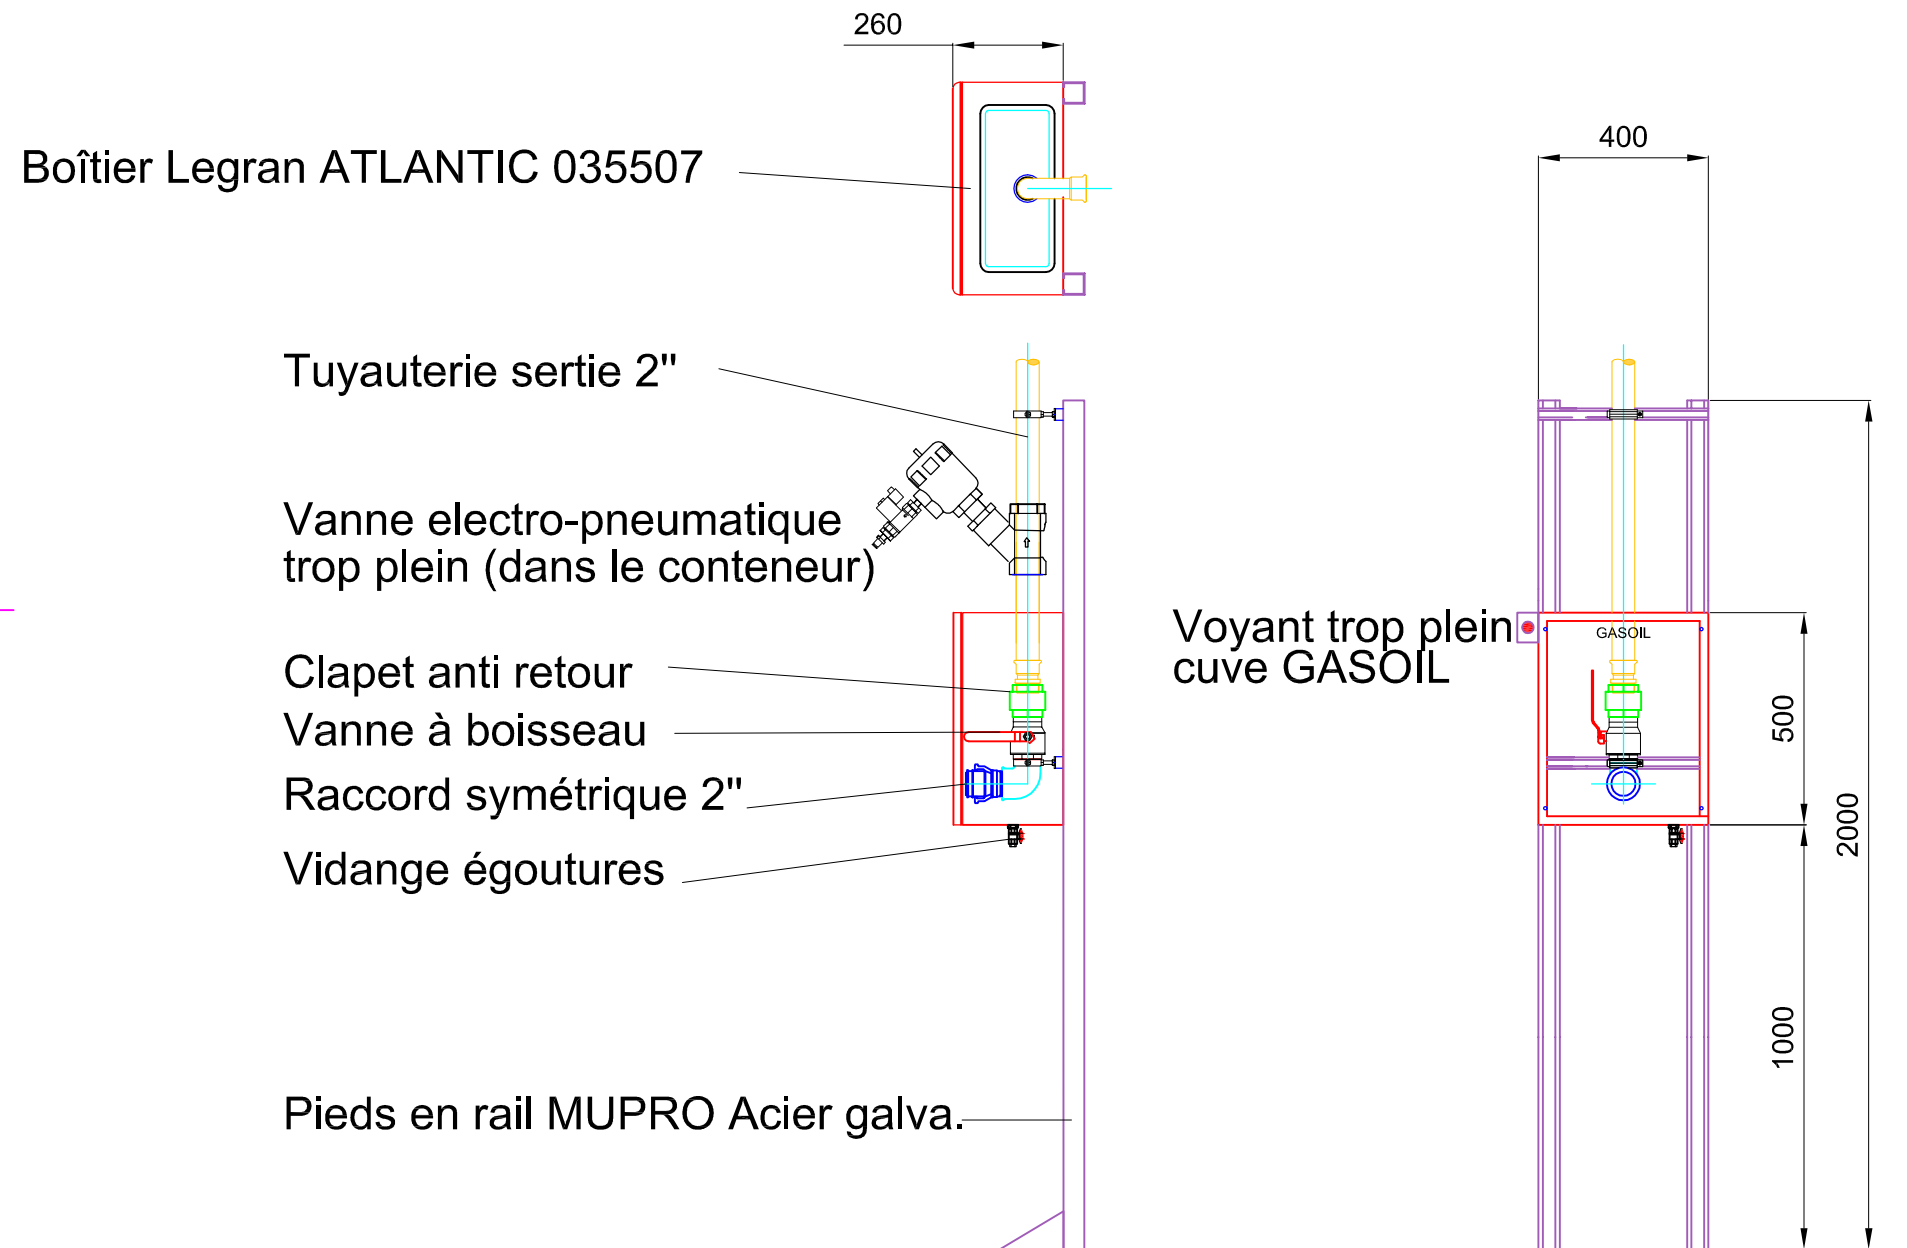 260
400
Boîtier Legran ATLANTIC 035507
Tuyauterie sertie 2"
Vanne electro-pneumatique
trop plein (dans le conteneur)
Voyant trop plein
cuve GASOIL
GASOIL
Clapet anti retour
Vanne à boisseau
Raccord symétrique 2"
Vidange égoutures
500
2000
1000
Pieds en rail MUPRO Acier galva.